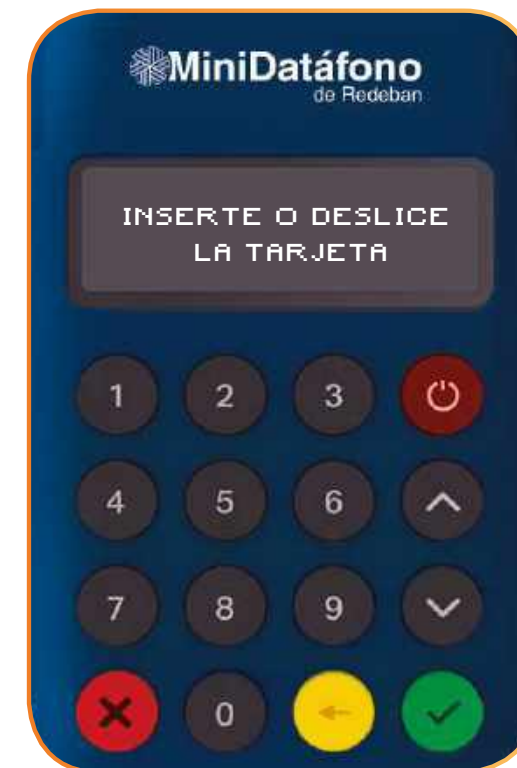 MiniDatáfono
de Redeban
INSERTE O DESLICE
LA TARJETA
1 2 3
4 5 6
7 8 9
0